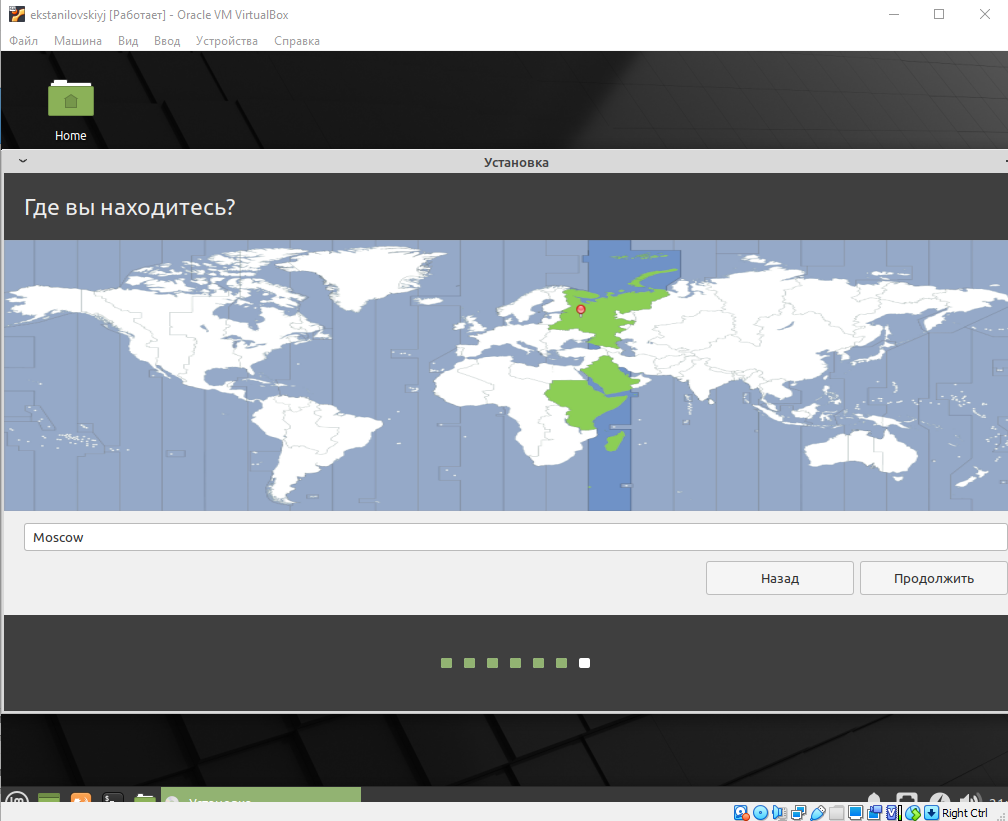 ekstanilovskiyj [Работает] - Oracle VM VirtualBox
Файл Машина Вид Ввод Устройства Справка
Home
Установка
Где вы находитесь?
Moscow
Назад Продолжить
Установка
Right Ctrl